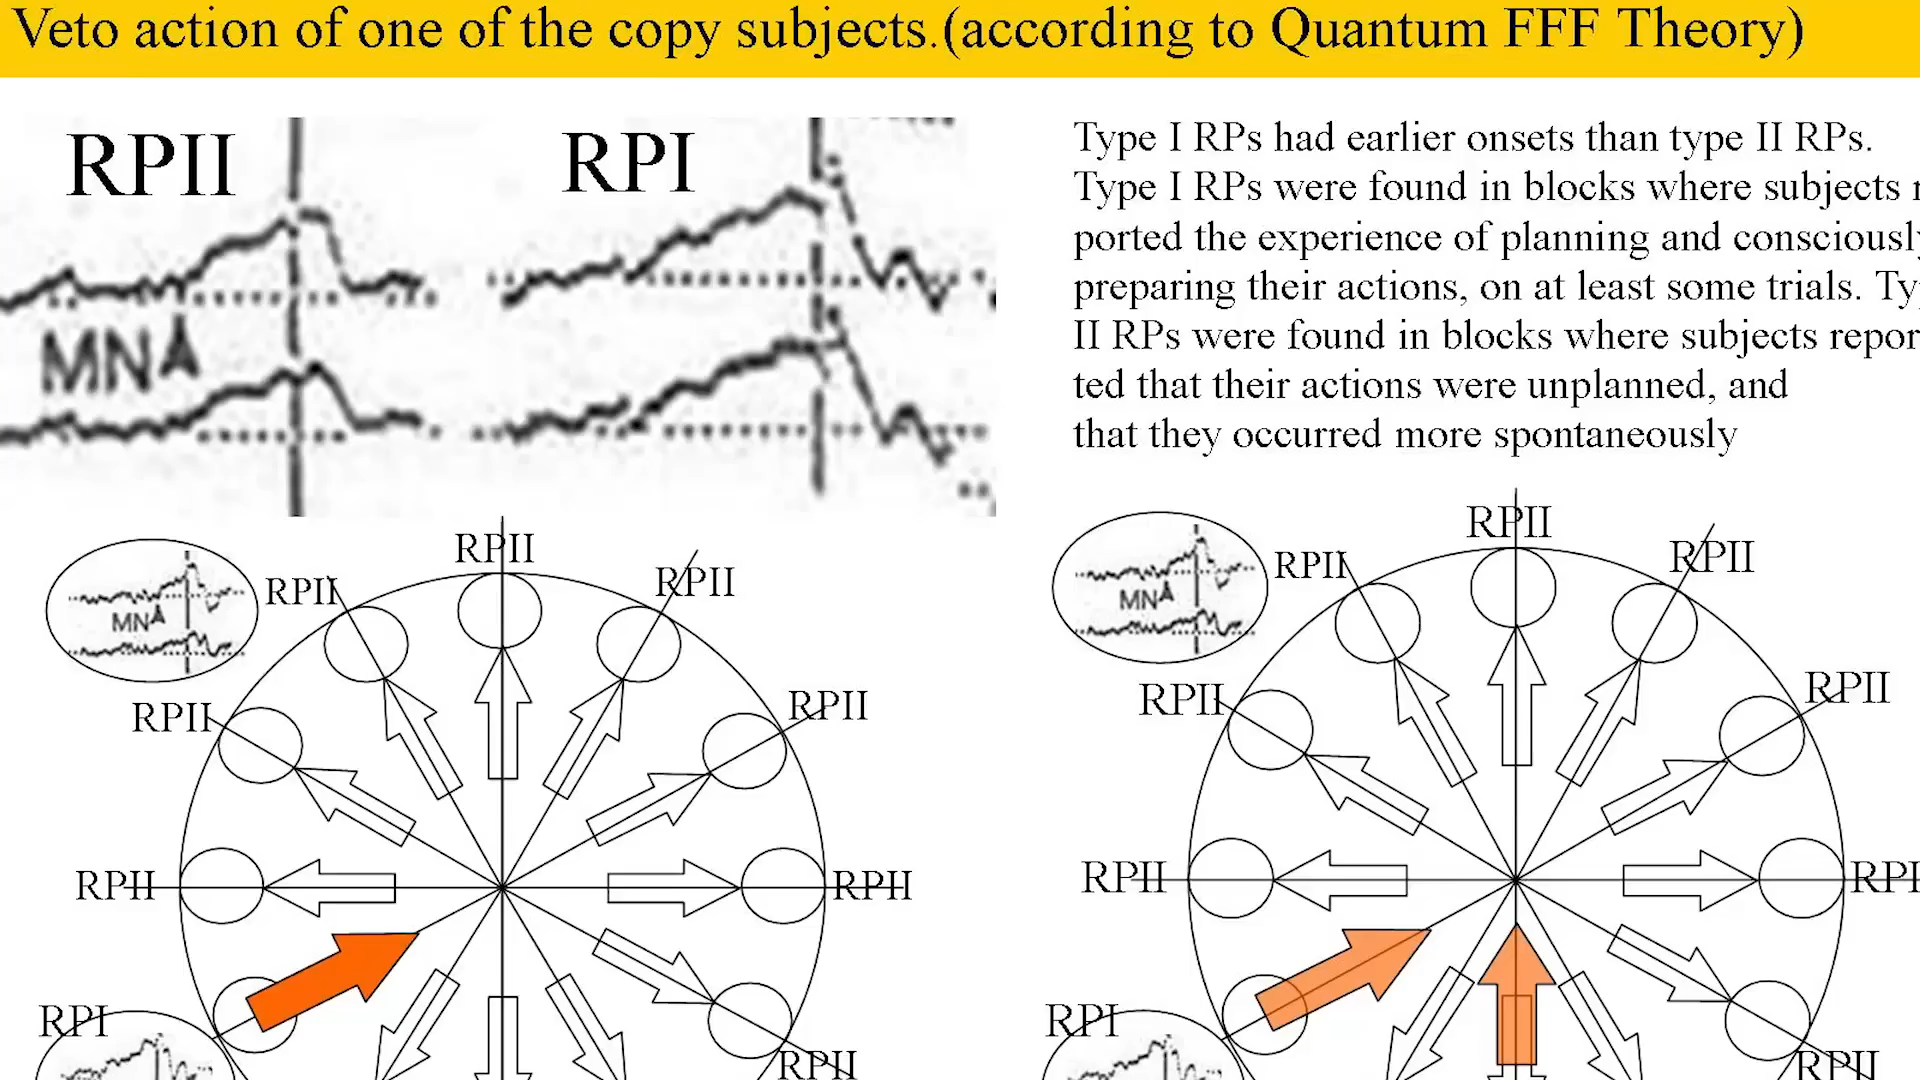 Veto action of one of the copy subjects.(according to Quantum FFF Theory)
RPII
RPI
MNA
Type I RPs had earlier onsets than type II RPs.
Type I RPs were found in blocks where subjects r
ported the experience of planning and consciously
preparing their actions, on at least some trials. Ty
II RPs were found in blocks where subjects repor
ted that their actions were unplanned, and
that they occurred more spontaneously
MNA
RPII
RPII
RPII
RPII
RPII
RPII
RPII
RPI
RPII
MNA
RPII
RPII
RPII
RPII
RPII
RPII
RPI
RPI
RPII